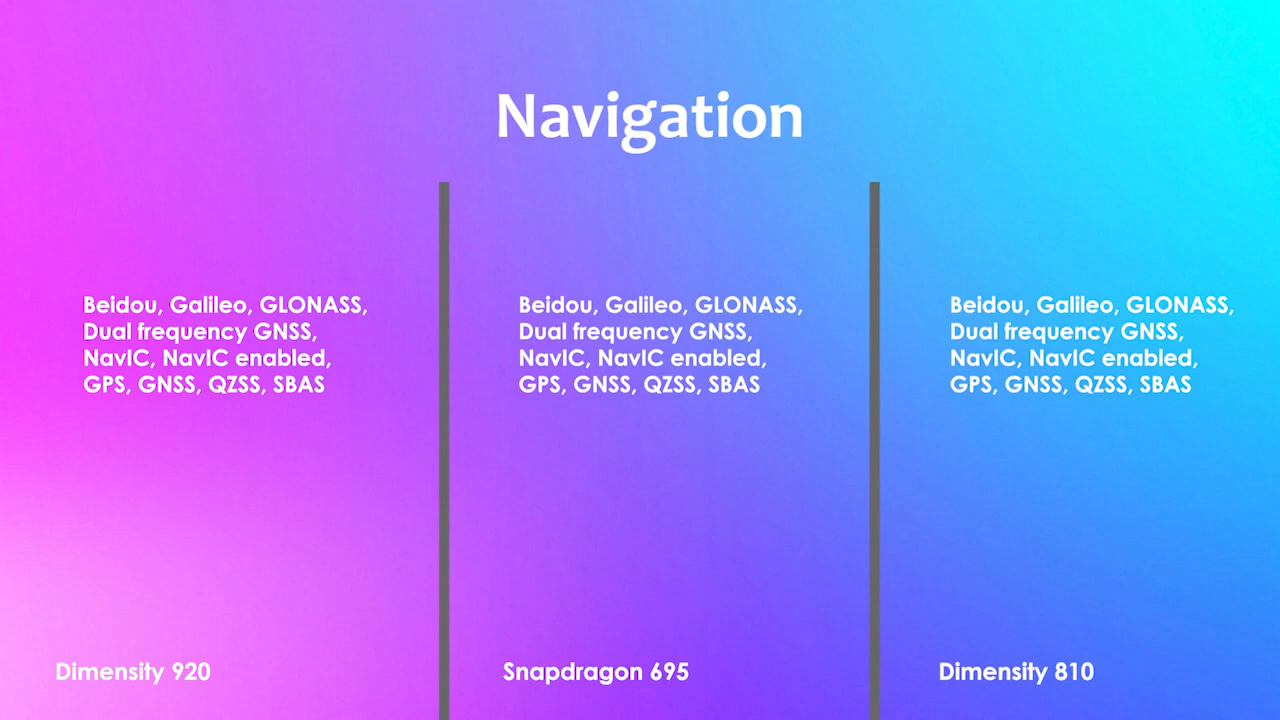 Navigation
Beidou, Galileo, GLONASS,
Dual frequency GNSS,
NavIC, NavIC enabled,
GPS, GNSS, QZSS, SBAS
Dimensity 920
Beidou, Galileo, GLONASS,
Dual frequency GNSS,
NavIC, NavIC enabled,
GPS, GNSS, QZSS, SBAS
Snapdragon 695
Beidou, Galileo, GLONASS,
Dual frequency GNSS,
NavIC, NavIC enabled,
GPS, GNSS, QZSS, SBAS
Dimensity 810